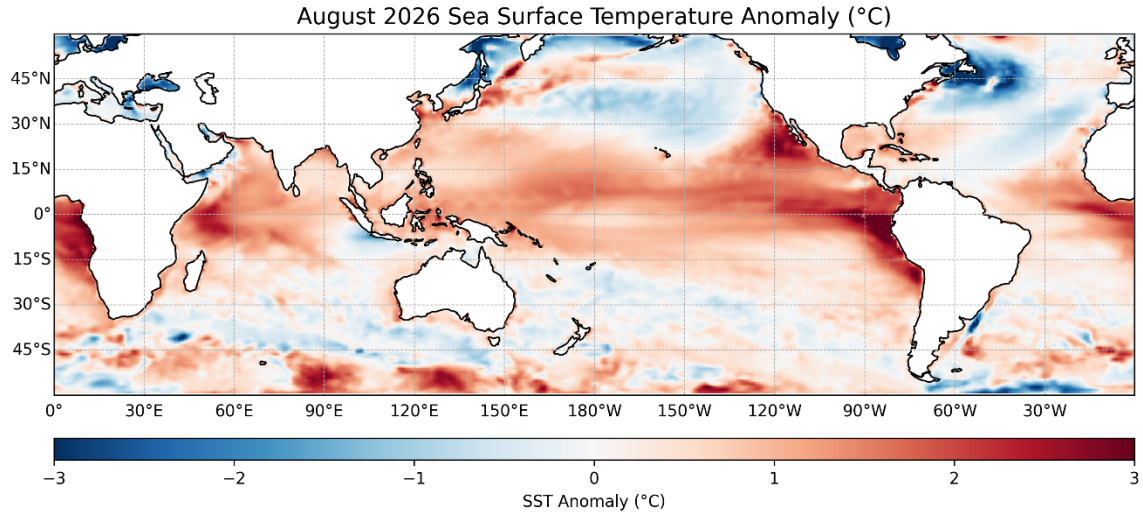 August 2026 Sea Surface Temperature Anomaly (°C)
45°N
30°N
15°N
0°
15°S
30°S
45°S
0° 30°E 60°E 90°E 120°E 150°E 180° 150°W 120°W 90°W 60°W 30°W
−3 −2 −1 0 1 2 3
SST Anomaly (°C)